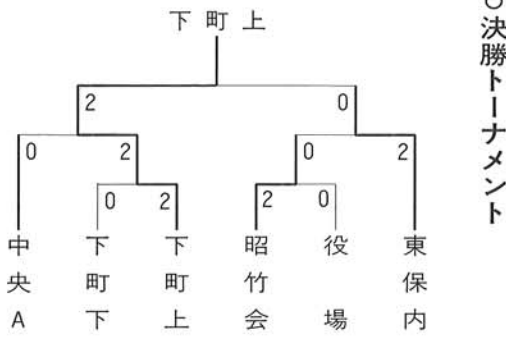 ○決勝トーナメント
下町上
2 0
0 2 0 2
0 2 2 0
中央A
下町下
下町上
昭竹会
役場
東保内